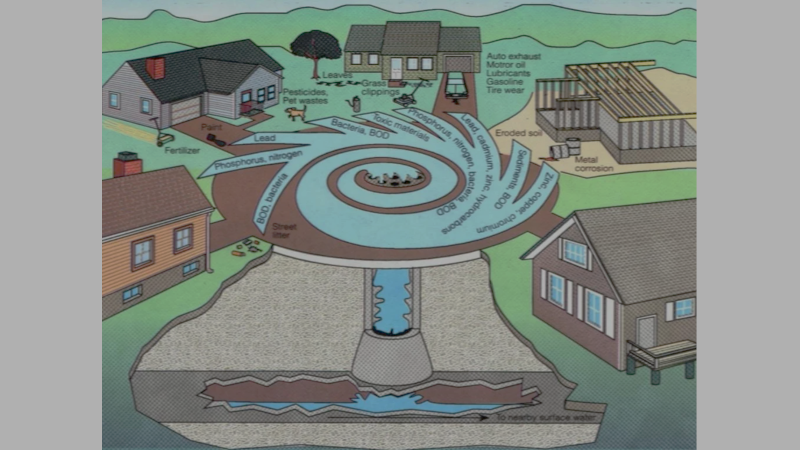 Auto exhaust
Motror oil
Lubricants
Gasoline
Tire wear
Leaves
Grass
clippings
Pesticides,
Pet wastes
Paint
Fertilizer
Lead
Bacteria, BOD
Toxic materials
Phosphorus, nitrogen, bacteria, BOD
Lead, cadmium, zinc, hydrocarbons
Eroded soil
Sediments, BOD
Metal
corrosion
Zinc, copper, chromium
Phosphorus, nitrogen
BOD, bacteria
Street
litter
To nearby surface water